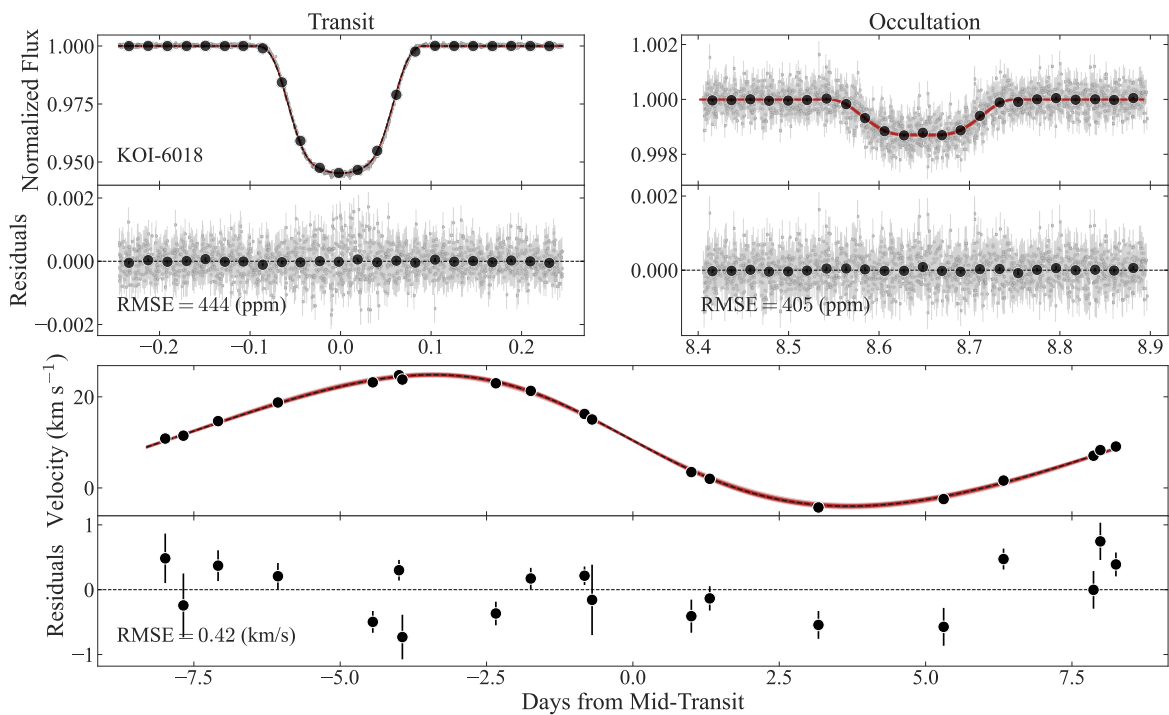 Transit
Occultation
Normalized Flux
1.000
0.975
0.950
KOI-6018
1.002
1.000
0.998
Residuals
0.002
0.000
−0.002
RMSE = 444 (ppm)
−0.2 −0.1 0.0 0.1 0.2
0.002
0.000
RMSE = 405 (ppm)
8.4 8.5 8.6 8.7 8.8 8.9
Velocity (km s⁻¹)
20
0
Residuals
1
0
−1
RMSE = 0.42 (km/s)
−7.5 −5.0 −2.5 0.0 2.5 5.0 7.5
Days from Mid-Transit